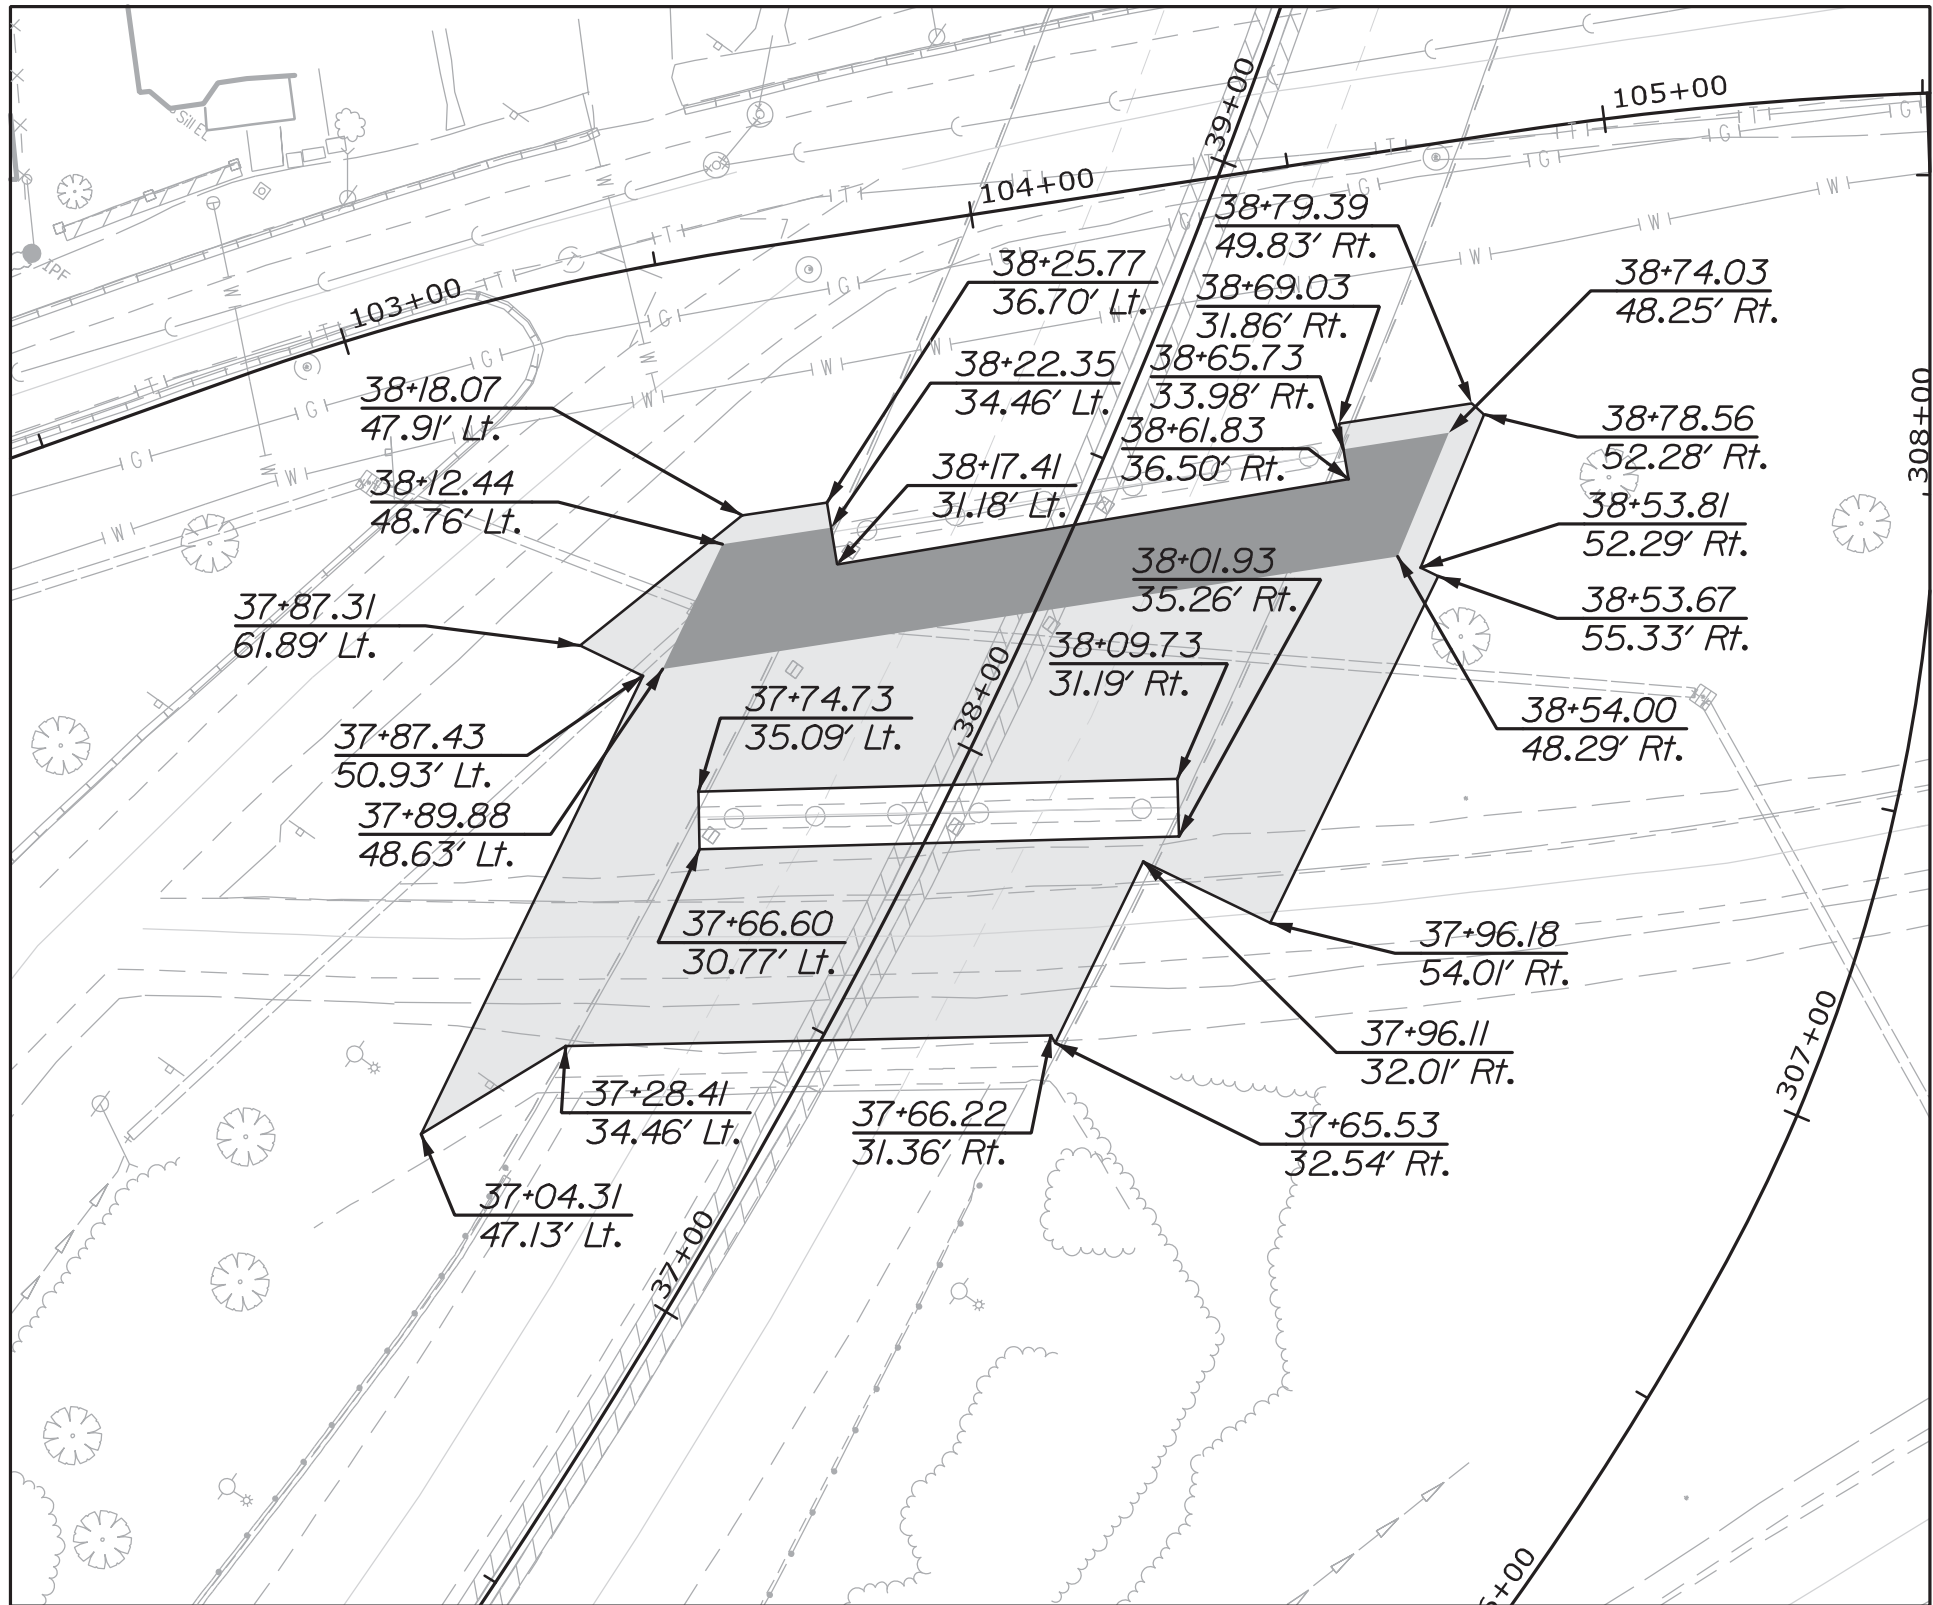 105+00
39+00
Sill El.
104+00
38+79.39
49.83' Rt.
IPF
38+25.77
36.70' Lt.
38+74.03
48.25' Rt.
103+00
38+69.03
31.86' Rt.
38+22.35
34.46' Lt.
38+65.73
33.98' Rt.
38+18.07
47.91' Lt.
308+00
38+61.83
36.50' Rt.
38+78.56
52.28' Rt.
38+17.41
31.18' Lt.
38+12.44
48.76' Lt.
38+53.81
52.29' Rt.
38+01.93
35.26' Rt.
37+87.31
61.89' Lt.
38+53.67
55.33' Rt.
38+09.73
31.19' Rt.
38+00
37+74.73
35.09' Lt.
38+54.00
48.29' Rt.
37+87.43
50.93' Lt.
37+89.88
48.63' Lt.
37+66.60
30.77' Lt.
37+96.18
54.01' Rt.
37+96.11
32.01' Rt.
307+00
37+28.41
34.46' Lt.
37+66.22
31.36' Rt.
37+65.53
32.54' Rt.
37+04.31
47.13' Lt.
37+00
6+00
T
G
W